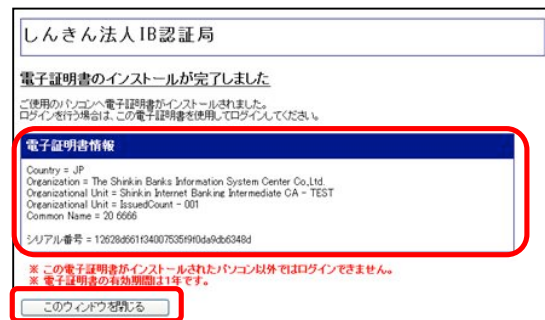 しんきん法人IB認証局
電子証明書のインストールが完了しました
ご使用のパソコンへ電子証明書がインストールされました。
ログインを行う場合は、この電子証明書を使用してログインしてください。
電子証明書情報
Country = JP
Organization = The Shinkin Banks Information System Center Co.,Ltd.
Organizational Unit = Shinkin Internet Banking Intermediate CA - TEST
Organizational Unit = IssuedCount - 001
Common Name = 20 6666
シリアル番号 = 12628d661f34007535f9f0da9db6348d
※ この電子証明書がインストールされたパソコン以外ではログインできません。
※ 電子証明書の有効期間は1年です。
このウィンドウを閉じる